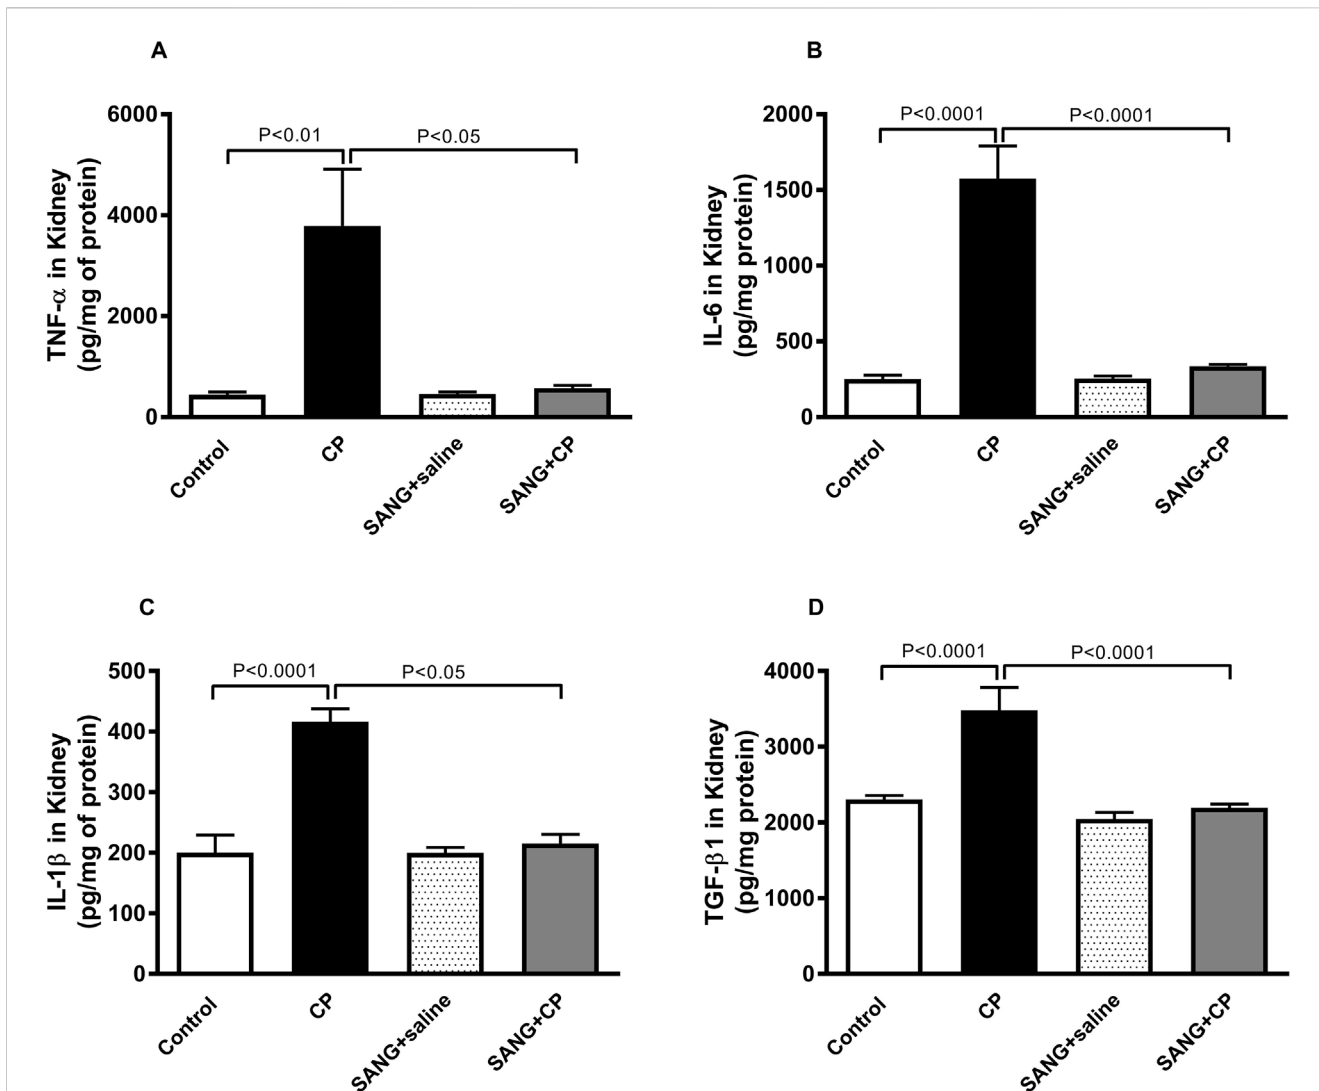 A
TNF-α in Kidney
(pg/mg of protein)
6000
4000
2000
0
P<0.01
P<0.05
Control
CP
SANG+saline
SANG+CP
B
IL-6 in Kidney
(pg/mg protein)
2000
1500
1000
500
0
P<0.0001
P<0.0001
Control
CP
SANG+saline
SANG+CP
C
IL-1β in Kidney
(pg/mg of protein)
500
400
300
200
100
0
P<0.0001
P<0.05
Control
CP
SANG+saline
SANG+CP
D
TGF-β1 in Kidney
(pg/mg protein)
4000
3000
2000
1000
0
P<0.0001
P<0.0001
Control
CP
SANG+saline
SANG+CP